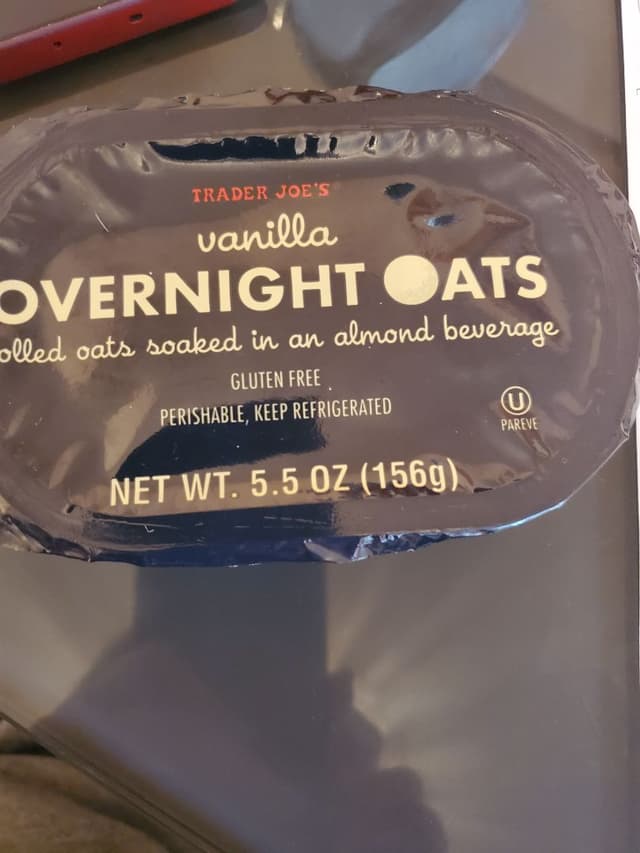 TRADER JOE'S
vanilla
OVERNIGHT OATS
olled oats soaked in an almond beverage
GLUTEN FREE
PERISHABLE, KEEP REFRIGERATED
U
PAREVE
NET WT. 5.5 OZ (156g)